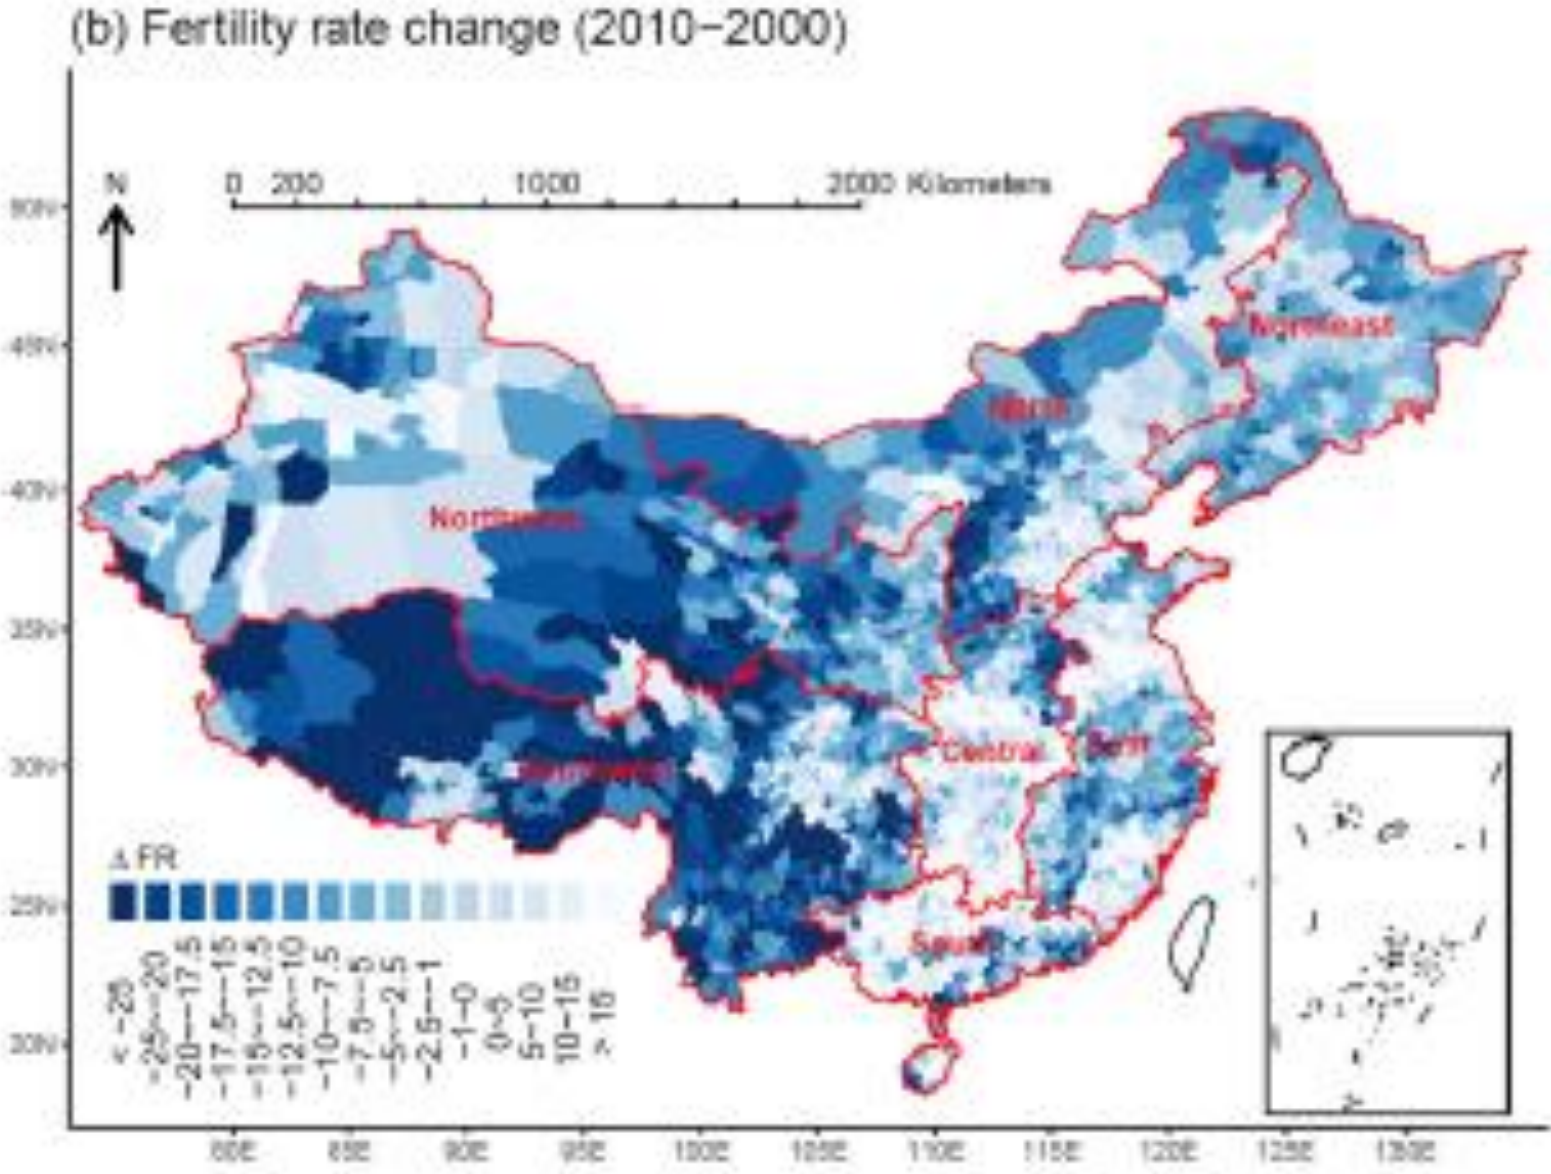 (b) Fertility rate change (2010−2000)
N
0 200 1000 2000 Kilometers
Northeast
North
Northwest
Central East
Southwest
South
Δ FR
< −25
−25~−20
−20~−17.5
−17.5~−15
−15~−12.5
−12.5~−10
−10~−7.5
−7.5~−5
−5~−2.5
−2.5~−1
−1~0
0~5
5~10
10~15
> 15
50N
45N
40N
35N
30N
25N
20N
80E 85E 90E 95E 100E 105E 110E 115E 120E 125E 130E